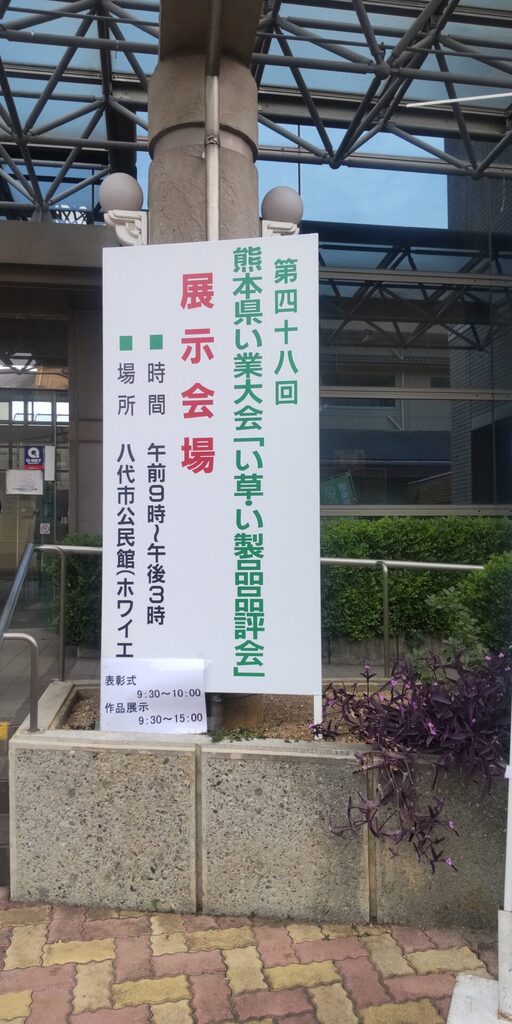 第四十八回
熊本県い業大会「い草・い製品品評会」
展示会場
■時間 午前9時～午後3時
■場所 八代市公民館(ホワイエ
表彰式
9:30～10:00
作品展示
9:30～15:00